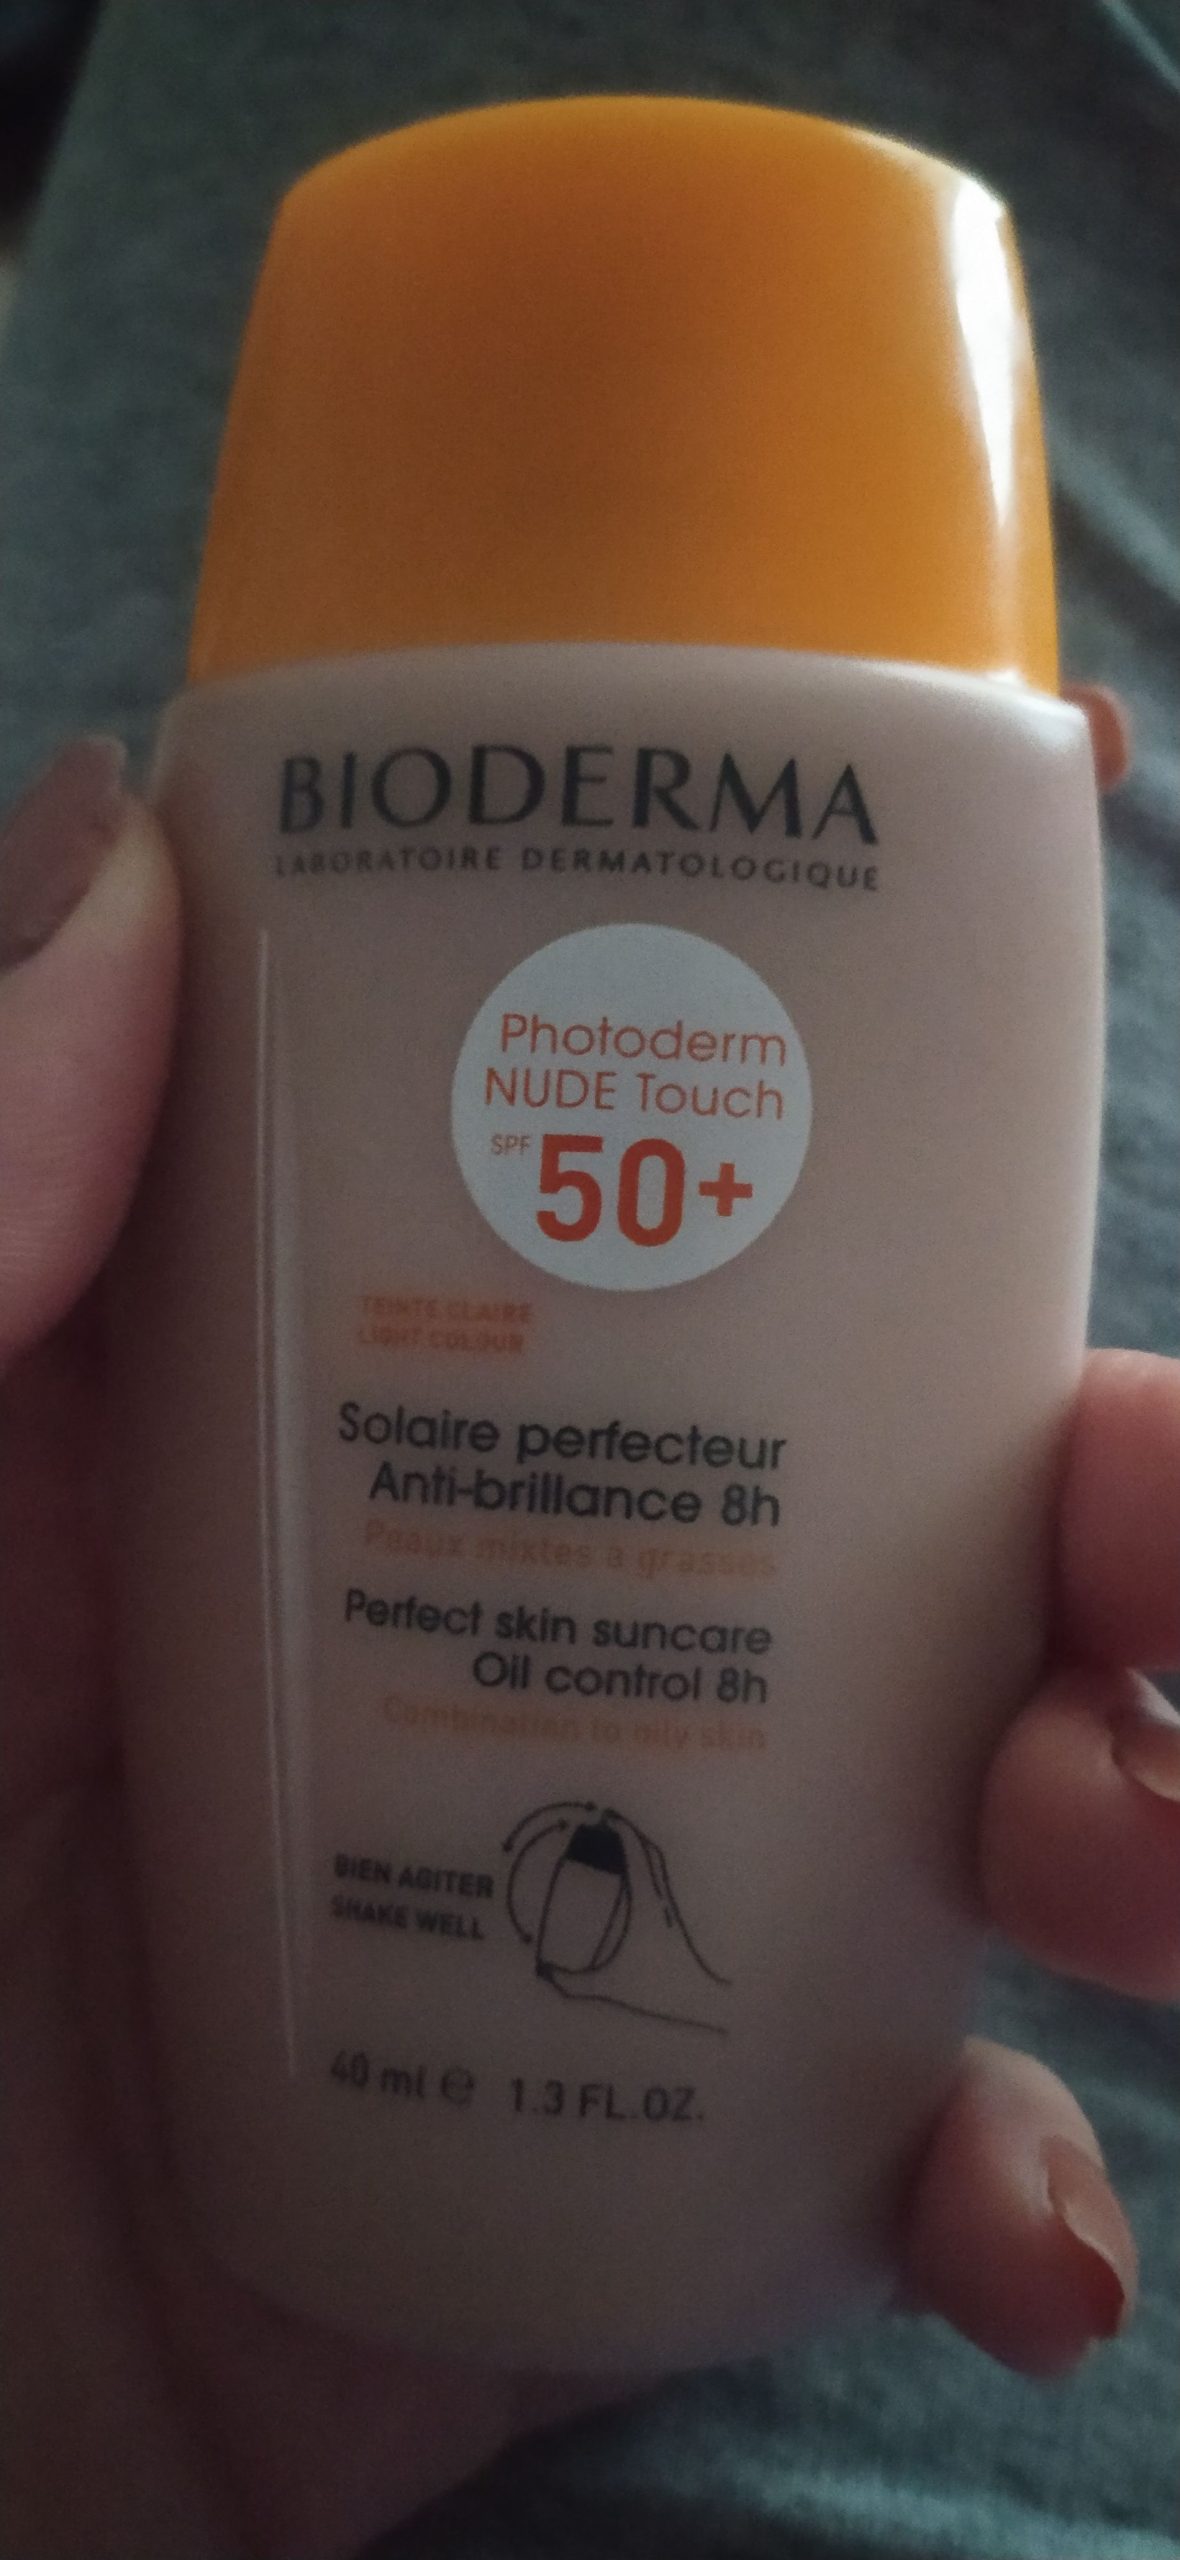 BIODERMA
LABORATOIRE DERMATOLOGIQUE
Photoderm
NUDE Touch
SPF 50+
TEINTE CLAIRE
LIGHT COLOUR
Solaire perfecteur
Anti-brillance 8h
Peaux mixtes à grasses
Perfect skin suncare
Oil control 8h
Combination to oily skin
BIEN AGITER
SHAKE WELL
40 ml e 1.3 FL.OZ.